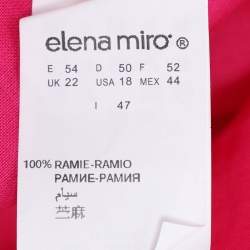 elena miro®
E 54 D 50 F 52
UK 22 USA 18 MEX 44
I 47
100% RAMIE-RAMIO
РАМИЕ-РАМИЯ
سيام
苎麻